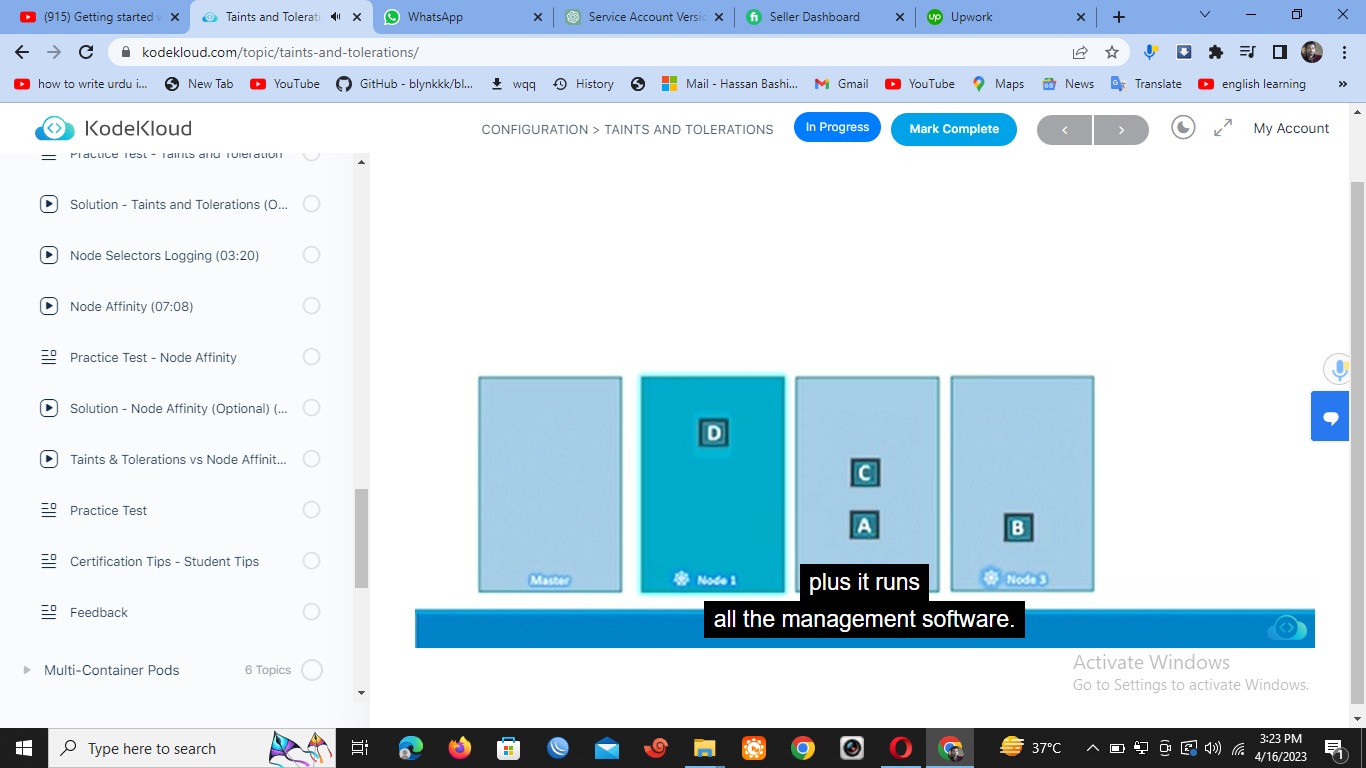 (915) Getting started w
Taints and Tolerati
WhatsApp
Service Account Versio
Seller Dashboard
Upwork
kodekloud.com/topic/taints-and-tolerations/
how to write urdu i...
New Tab
YouTube
GitHub - blynkkk/bl...
wqq
History
Mail - Hassan Bashi...
Gmail
YouTube
Maps
News
Translate
english learning
»
KodeKloud
CONFIGURATION > TAINTS AND TOLERATIONS
In Progress
Mark Complete
<
>
My Account
Practice Test - Taints and Toleration
Solution - Taints and Tolerations (O...
Node Selectors Logging (03:20)
Node Affinity (07:08)
Practice Test - Node Affinity
Solution - Node Affinity (Optional) (...
Taints & Tolerations vs Node Affinit...
Practice Test
Certification Tips - Student Tips
Feedback
Multi-Container Pods
6 Topics
D
C
A
B
Master
Node 1
Node 3
plus it runs
all the management software.
Activate Windows
Go to Settings to activate Windows.
Type here to search
37°C
3:23 PM
4/16/2023
1